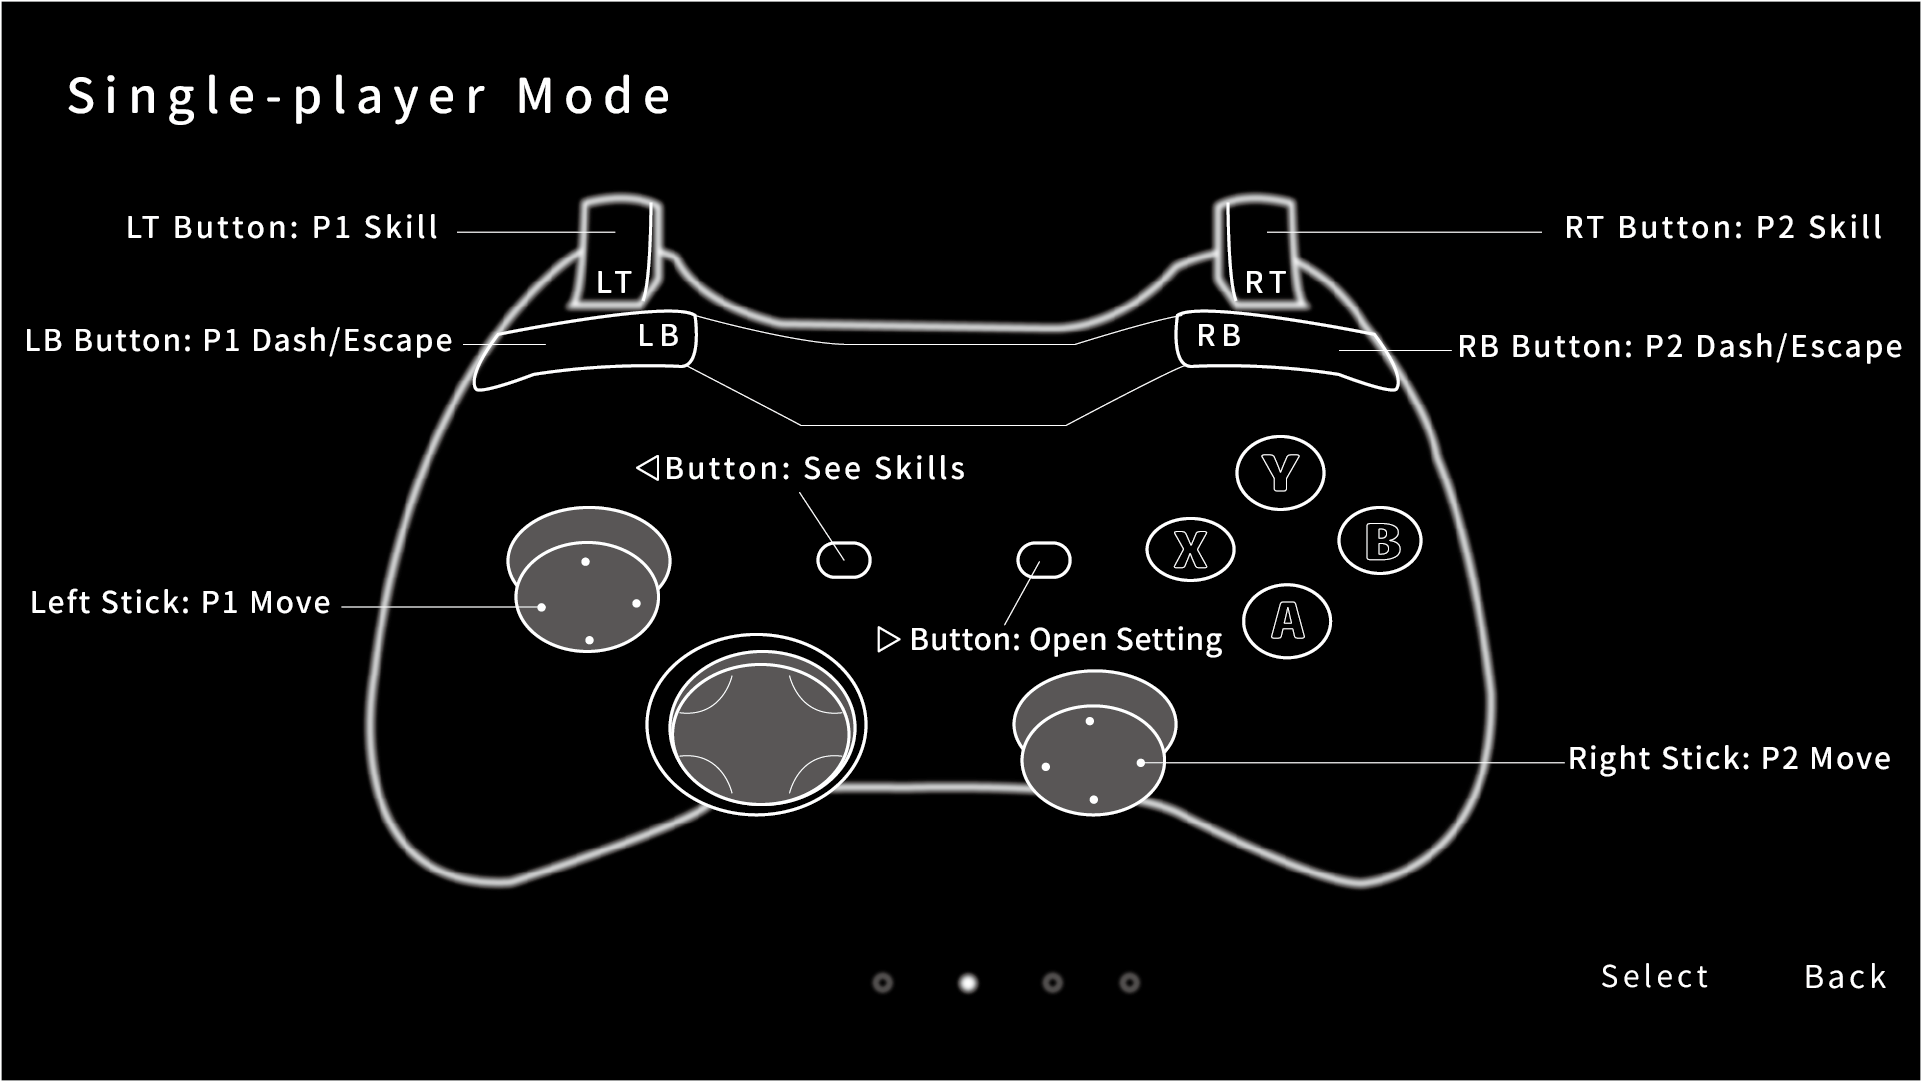 Single-player Mode
LT Button: P1 Skill
RT Button: P2 Skill
LT
RT
LB Button: P1 Dash/Escape
LB
RB
RB Button: P2 Dash/Escape
◁Button: See Skills
Y
X
B
Left Stick: P1 Move
A
▷ Button: Open Setting
Right Stick: P2 Move
Select
Back